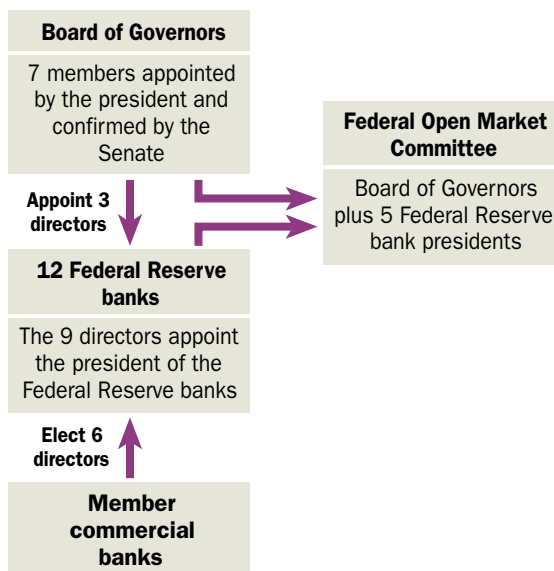 Board of Governors
7 members appointed
by the president and
confirmed by the
Senate
Appoint 3
directors
Federal Open Market
Committee
Board of Governors
plus 5 Federal Reserve
bank presidents
12 Federal Reserve
banks
The 9 directors appoint
the president of the
Federal Reserve banks
Elect 6
directors
Member
commercial
banks